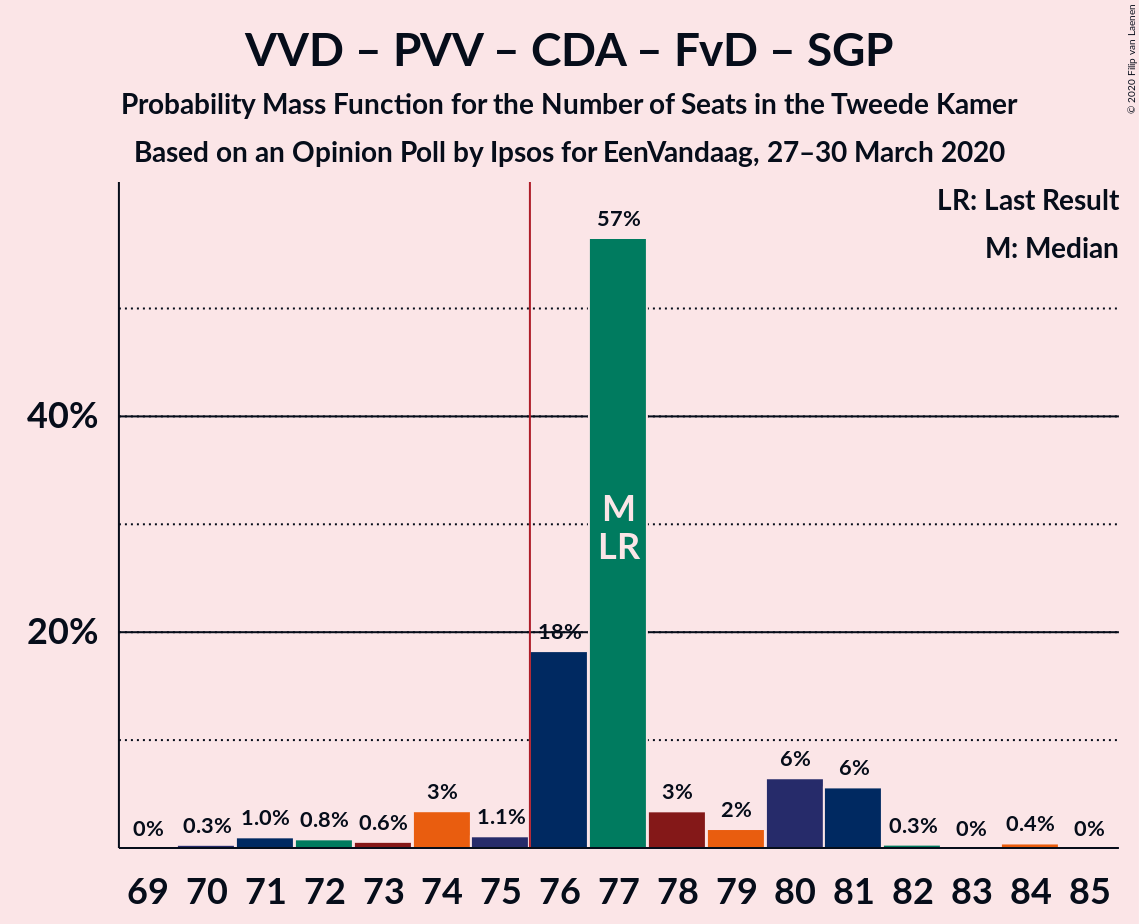 VVD – PVV – CDA – FvD – SGP
Probability Mass Function for the Number of Seats in the Tweede Kamer
Based on an Opinion Poll by Ipsos for EenVandaag, 27–30 March 2020
© 2020 Filip van Laenen
LR: Last Result
M: Median
57%
40%
M
LR
20%
18%
0% 0.3% 1.0% 0.8% 0.6% 3% 1.1% 3% 2% 6% 6% 0.3% 0% 0.4% 0%
69 70 71 72 73 74 75 76 77 78 79 80 81 82 83 84 85